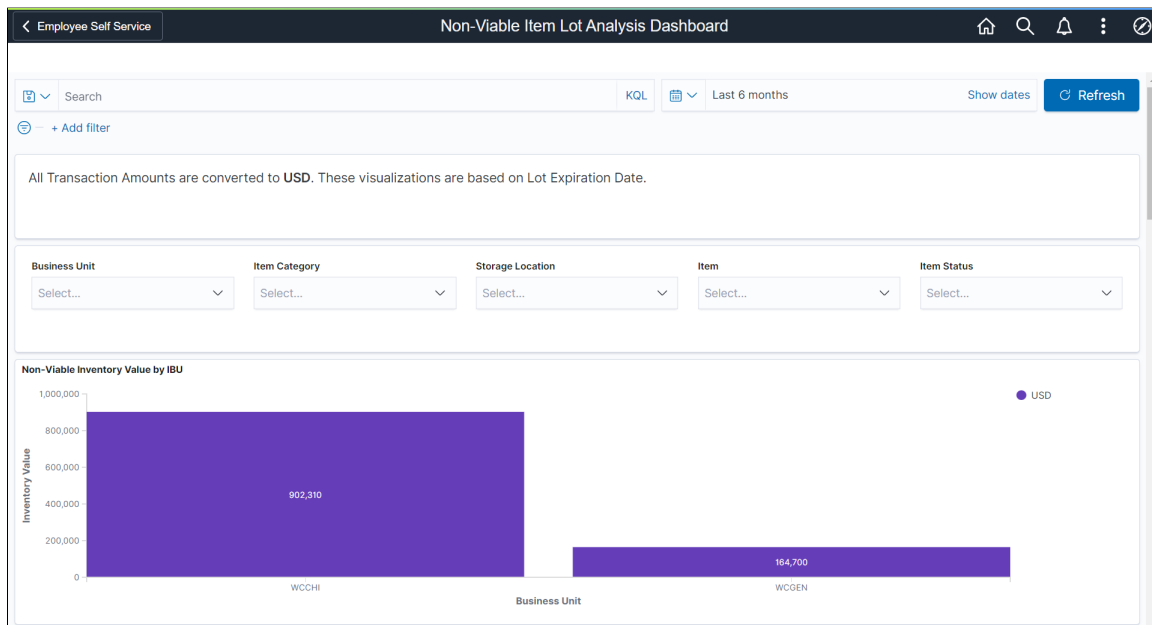 Employee Self Service
Non-Viable Item Lot Analysis Dashboard
Search
KQL
Last 6 months
Show dates
Refresh
+ Add filter
All Transaction Amounts are converted to USD. These visualizations are based on Lot Expiration Date.
Business Unit
Item Category
Storage Location
Item
Item Status
Select...
Select...
Select...
Select...
Select...
Non-Viable Inventory Value by IBU
1,000,000
800,000
600,000
400,000
200,000
0
Inventory Value
902,310
164,700
WCCHI
WCGEN
Business Unit
USD